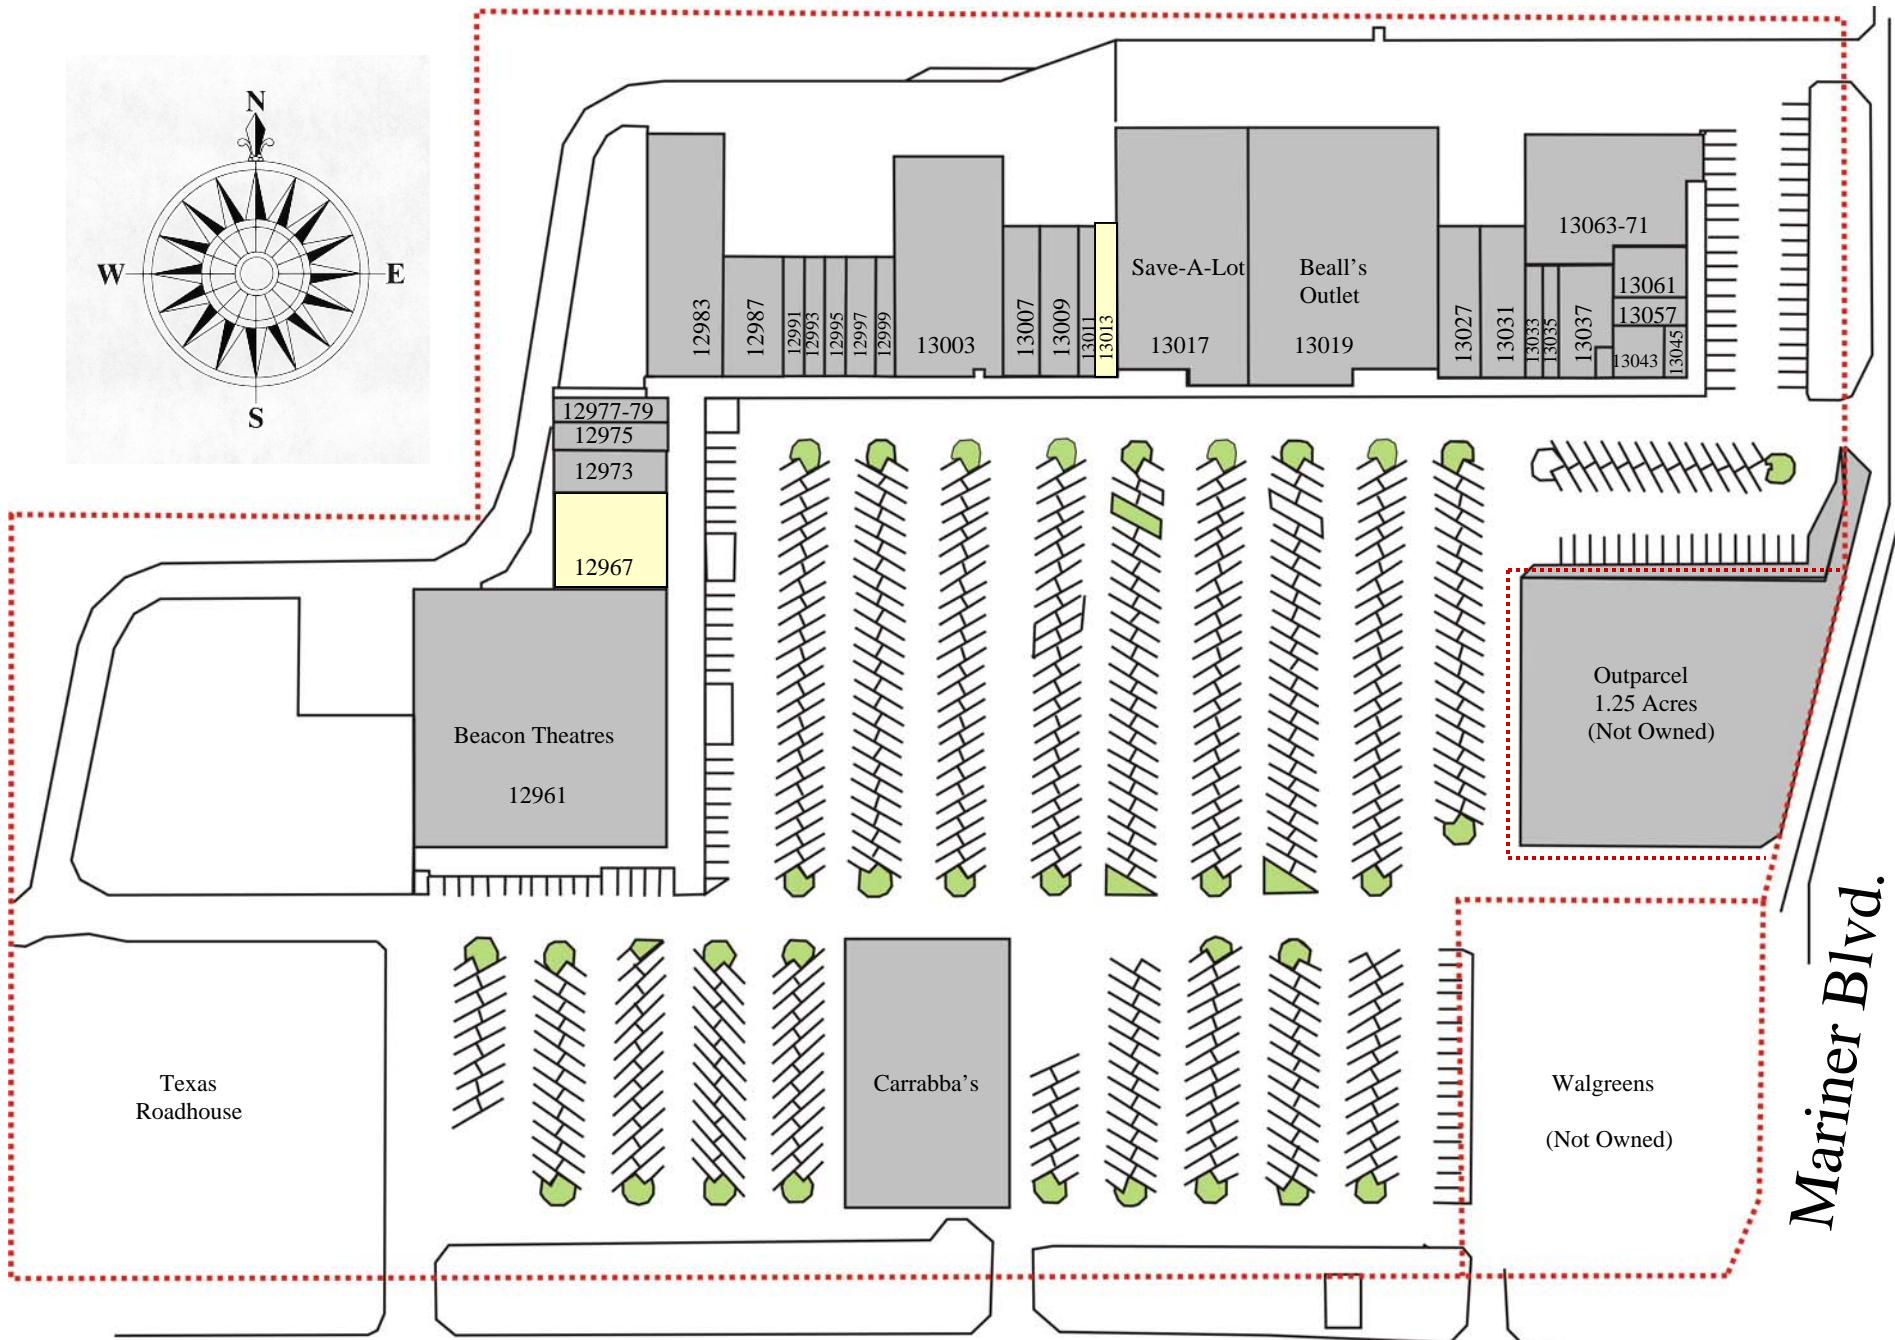 N
W
E
S
12983
12987
12991
12993
12995
12997
12999
13003
13007
13009
13011
13013
Save-A-Lot
13017
Beall's
Outlet
13019
13027
13031
13033
13035
13037
13063-71
13061
13057
13043
13045
12977-79
12975
12973
12967
Beacon Theatres
12961
Outparcel
1.25 Acres
(Not Owned)
Texas
Roadhouse
Carrabba's
Walgreens
(Not Owned)
Mariner Blvd.